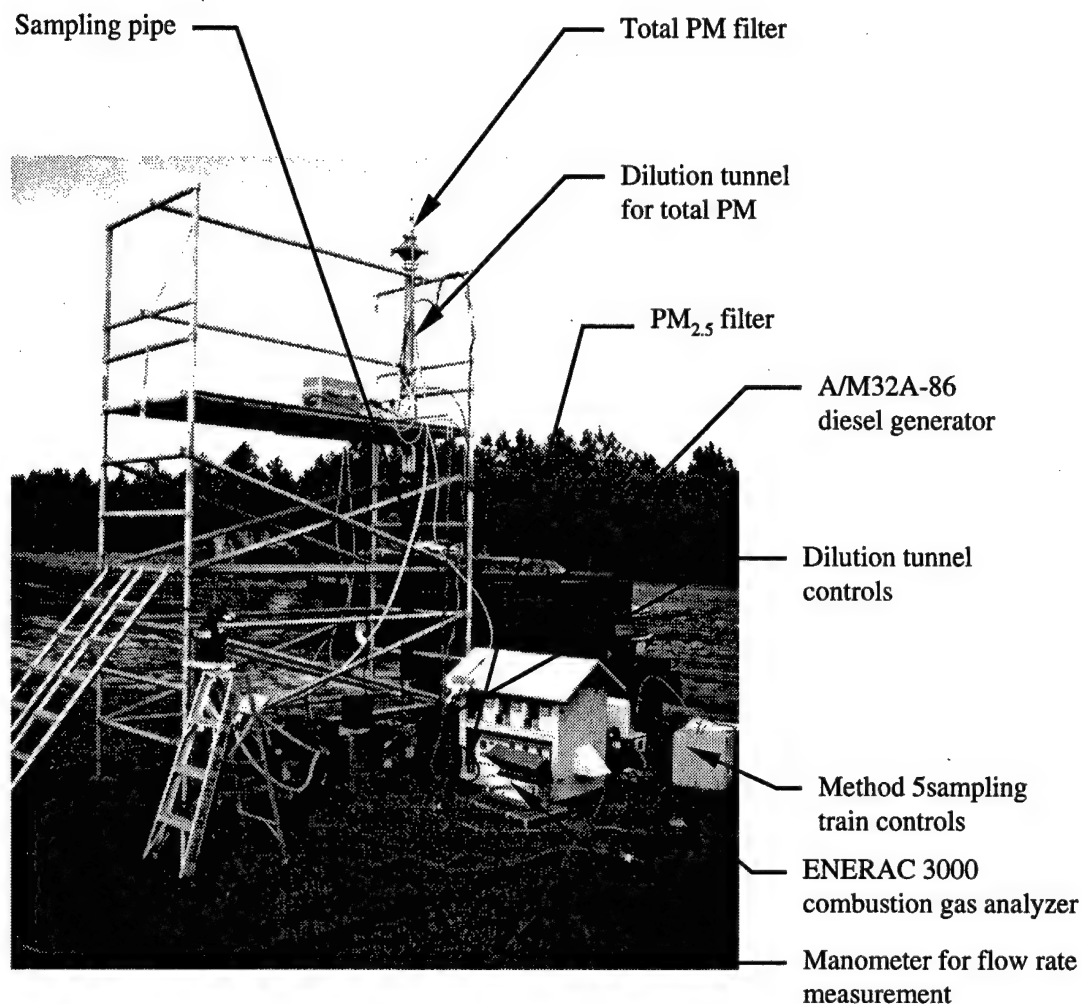 Sampling pipe
Total PM filter
Dilution tunnel
for total PM
PM2.5 filter
A/M32A-86
diesel generator
Dilution tunnel
controls
Method 5sampling
train controls
ENERAC 3000
combustion gas analyzer
Manometer for flow rate
measurement